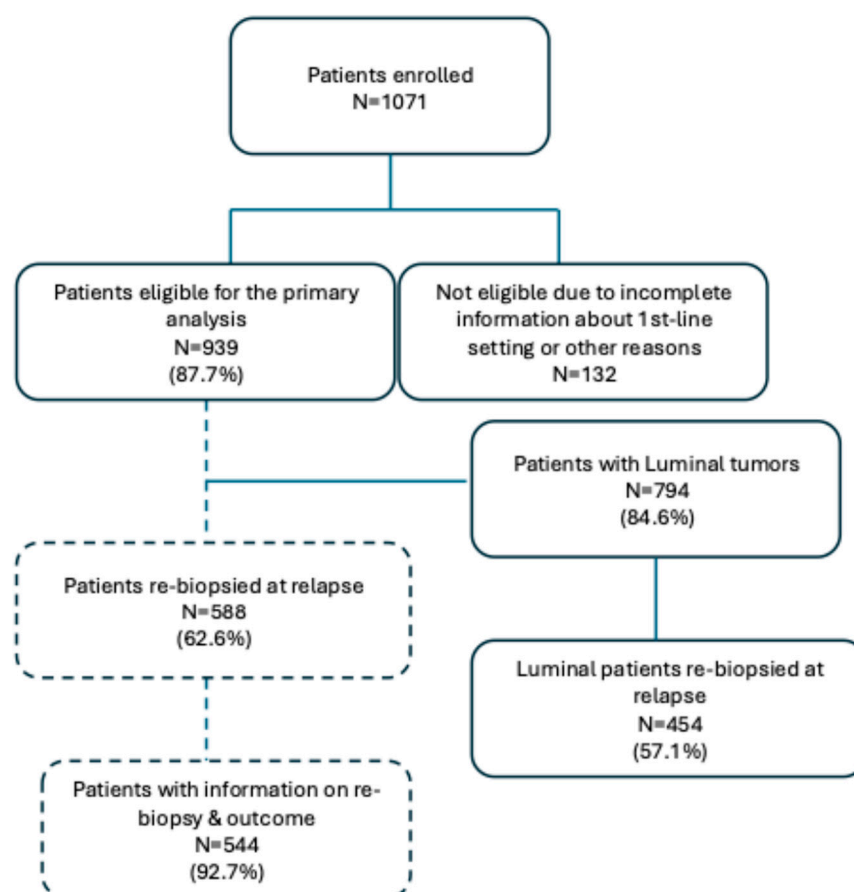 Patients enrolled
N=1071
Patients eligible for the primary
analysis
N=939
(87.7%)
Not eligible due to incomplete
information about 1st-line
setting or other reasons
N=132
Patients with Luminal tumors
N=794
(84.6%)
Patients re-biopsied at relapse
N=588
(62.6%)
Luminal patients re-biopsied at
relapse
N=454
(57.1%)
Patients with information on re-
biopsy & outcome
N=544
(92.7%)